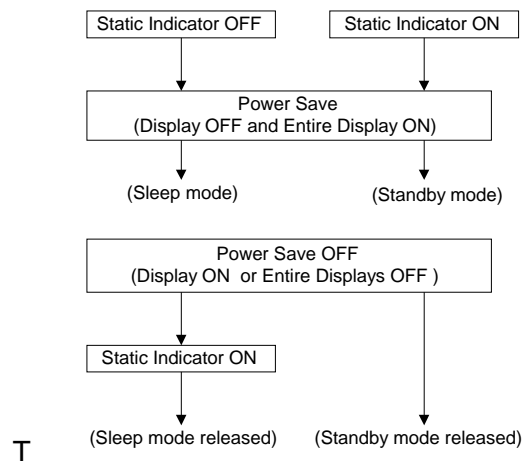 Static Indicator OFF
Static Indicator ON
Power Save
(Display OFF and Entire Display ON)
(Sleep mode)
(Standby mode)
Power Save OFF
(Display ON or Entire Displays OFF )
Static Indicator ON
(Sleep mode released)
(Standby mode released)
T